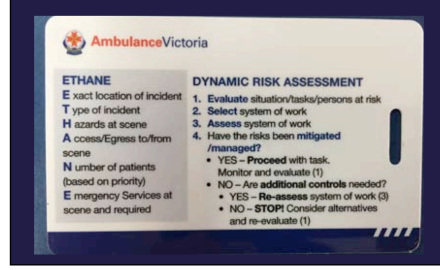 AmbulanceVictoria
ETHANE
E xact location of incident
T ype of incident
H azards at scene
A ccess/Egress to/from
scene
N umber of patients
(based on priority)
E mergency Services at
scene and required
DYNAMIC RISK ASSESSMENT
1. Evaluate situation/tasks/persons at risk
2. Select system of work
3. Assess system of work
4. Have the risks been mitigated
/managed?
• YES – Proceed with task.
Monitor and evaluate (1)
• NO – Are additional controls needed?
• YES – Re-assess system of work (3)
• NO – STOP! Consider alternatives
and re-evaluate (1)